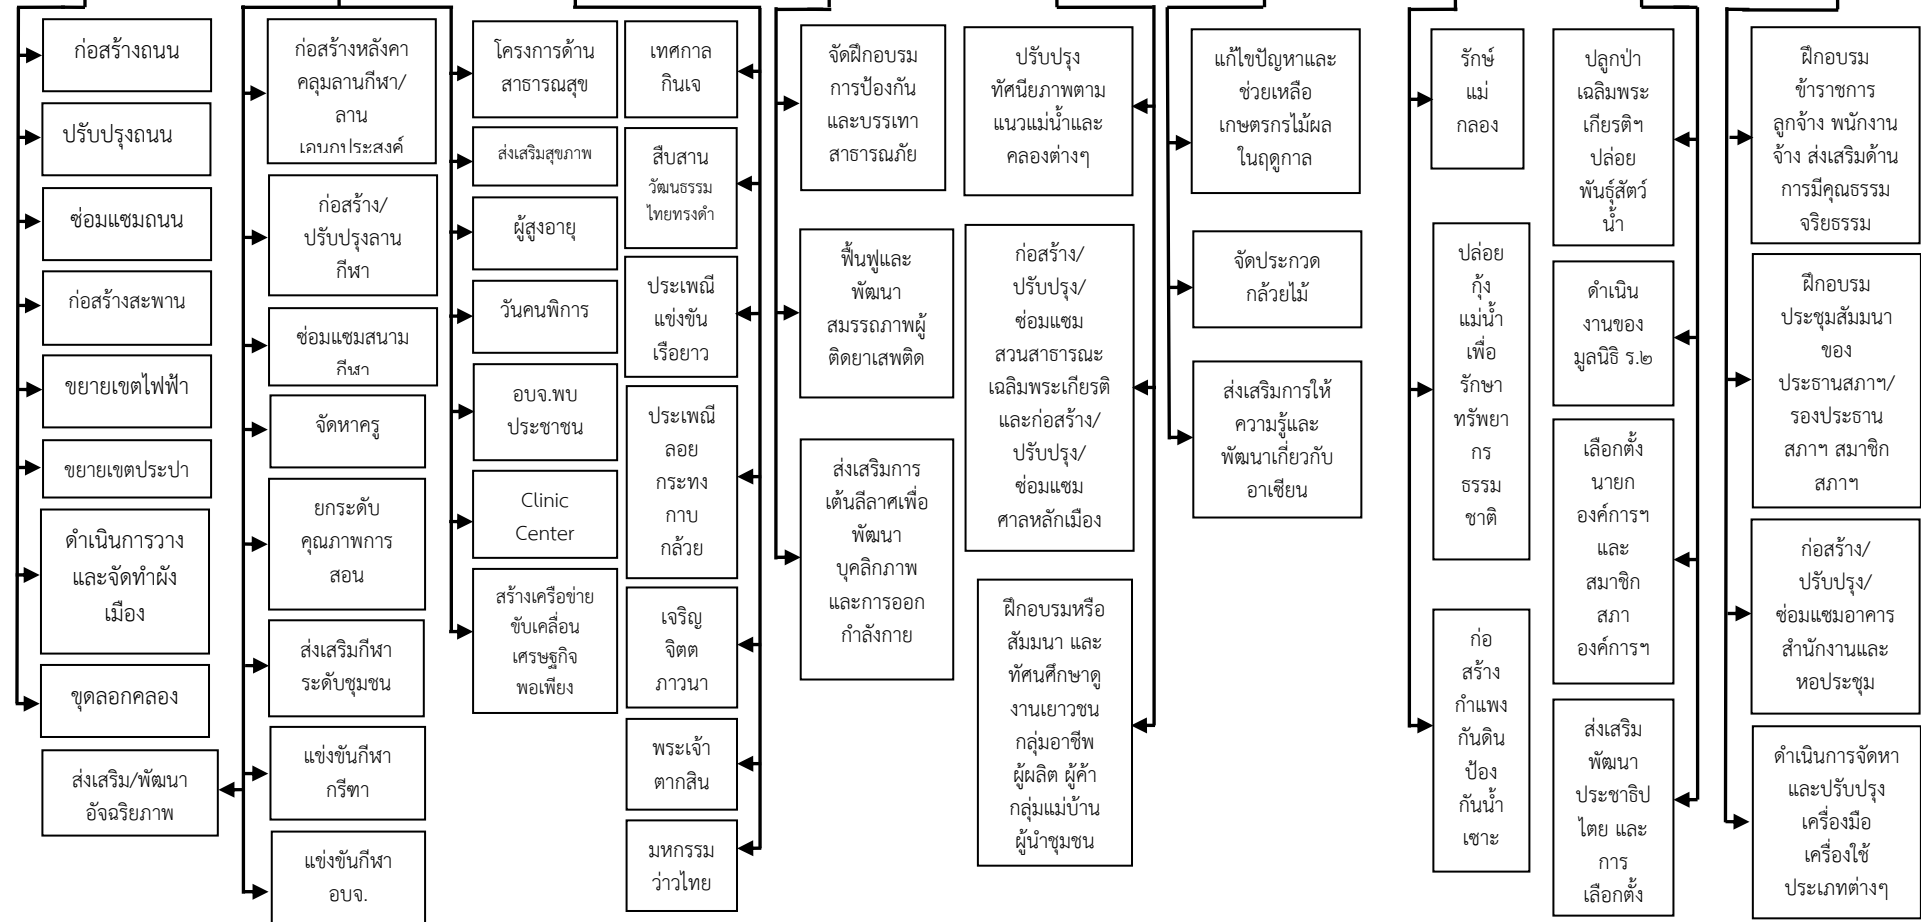 ก่อสร้างถนน
ปรับปรุงถนน
ซ่อมแซมถนน
ก่อสร้างสะพาน
ขยายเขตไฟฟ้า
ขยายเขตประปา
ดำเนินการวาง
และจัดทำผัง
เมือง
ขุดลอกคลอง
ส่งเสริม/พัฒนา
อัจฉริยภาพ
ก่อสร้างหลังคา
คลุมลานกีฬา/
ลาน
เอนกประสงค์
ก่อสร้าง/
ปรับปรุงลาน
กีฬา
ซ่อมแซมสนาม
กีฬา
จัดหาครู
ยกระดับ
คุณภาพการ
สอน
ส่งเสริมกีฬา
ระดับชุมชน
แข่งขันกีฬา
กรีฑา
แข่งขันกีฬา
อบจ.
โครงการด้าน
สาธารณสุข
ส่งเสริมสุขภาพ
ผู้สูงอายุ
วันคนพิการ
อบจ.พบ
ประชาชน
Clinic
Center
สร้างเครือข่าย
ขับเคลื่อน
เศรษฐกิจ
พอเพียง
เทศกาล
กินเจ
สืบสาน
วัฒนธรรม
ไทยทรงดำ
ประเพณี
แข่งขัน
เรือยาว
ประเพณี
ลอย
กระทง
กาบ
กล้วย
เจริญ
จิตต
ภาวนา
พระเจ้า
ตากสิน
มหกรรม
ว่าวไทย
จัดฝึกอบรม
การป้องกัน
และบรรเทา
สาธารณภัย
ฟื้นฟูและ
พัฒนา
สมรรถภาพผู้
ติดยาเสพติด
ส่งเสริมการ
เต้นลีลาศเพื่อ
พัฒนา
บุคลิกภาพ
และการออก
กำลังกาย
ปรับปรุง
ทัศนียภาพตาม
แนวแม่น้ำและ
คลองต่างๆ
ก่อสร้าง/
ปรับปรุง/
ซ่อมแซม
สวนสาธารณะ
เฉลิมพระเกียรติ
และก่อสร้าง/
ปรับปรุง/
ซ่อมแซม
ศาลหลักเมือง
ฝึกอบรมหรือ
สัมมนา และ
ทัศนศึกษาดู
งานเยาวชน
กลุ่มอาชีพ
ผู้ผลิต ผู้ค้า
กลุ่มแม่บ้าน
ผู้นำชุมชน
แก้ไขปัญหาและ
ช่วยเหลือ
เกษตรกรไม้ผล
ในฤดูกาล
จัดประกวด
กล้วยไม้
ส่งเสริมการให้
ความรู้และ
พัฒนาเกี่ยวกับ
อาเซียน
รักษ์
แม่
กลอง
ปล่อย
กุ้ง
แม่น้ำ
เพื่อ
รักษา
ทรัพยา
กร
ธรรม
ชาติ
ก่อ
สร้าง
กำแพง
กันดิน
ป้อง
กันน้ำ
เซาะ
ปลูกป่า
เฉลิมพระ
เกียรติฯ
ปล่อย
พันธุ์สัตว์
น้ำ
ดำเนิน
งานของ
มูลนิธิ ร.๒
เลือกตั้ง
นายก
องค์การฯ
และ
สมาชิก
สภา
องค์การฯ
ส่งเสริม
พัฒนา
ประชาธิป
ไตย และ
การ
เลือกตั้ง
ฝึกอบรม
ข้าราชการ
ลูกจ้าง พนักงาน
จ้าง ส่งเสริมด้าน
การมีคุณธรรม
จริยธรรม
ฝึกอบรม
ประชุมสัมมนา
ของ
ประธานสภาฯ/
รองประธาน
สภาฯ สมาชิก
สภาฯ
ก่อสร้าง/
ปรับปรุง/
ซ่อมแซมอาคาร
สำนักงานและ
หอประชุม
ดำเนินการจัดหา
และปรับปรุง
เครื่องมือ
เครื่องใช้
ประเภทต่างๆ